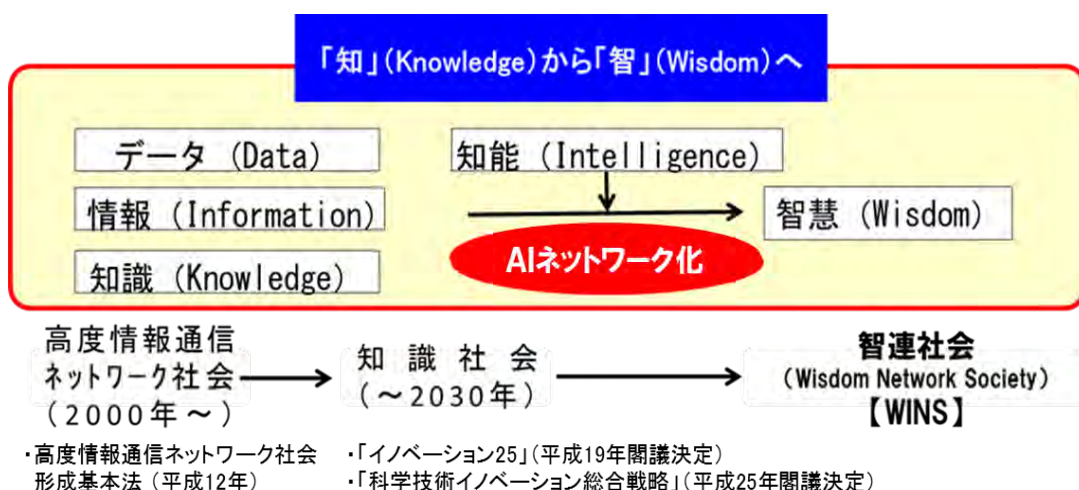 「知」(Knowledge)から「智」(Wisdom)へ
データ (Data)
知能 (Intelligence)
情報 (Information)
智慧 (Wisdom)
AIネットワーク化
知識 (Knowledge)
高度情報通信
ネットワーク社会
(2000年～)
知識社会
(～2030年)
智連社会
(Wisdom Network Society)
【WINS】
・高度情報通信ネットワーク社会
形成基本法 (平成12年)
・「イノベーション25」(平成19年閣議決定)
・「科学技術イノベーション総合戦略」(平成25年閣議決定)